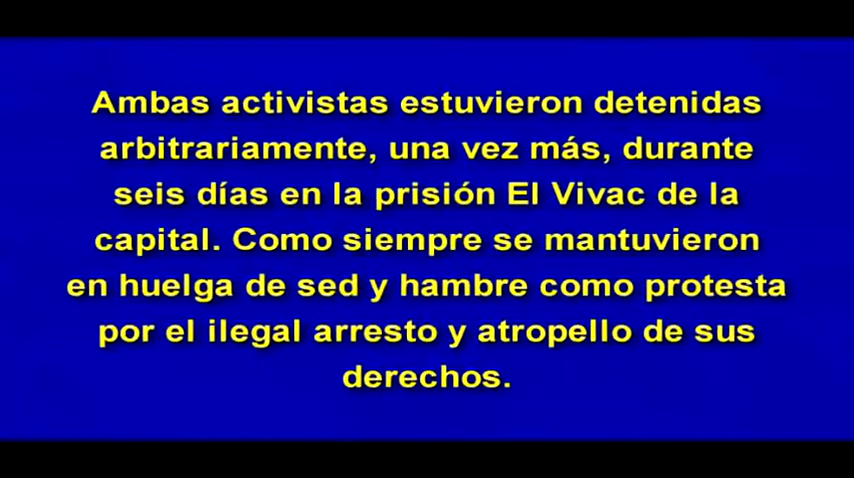 Ambas activistas estuvieron detenidas
arbitrariamente, una vez más, durante
seis días en la prisión El Vivac de la
capital. Como siempre se mantuvieron
en huelga de sed y hambre como protesta
por el ilegal arresto y atropello de sus
derechos.